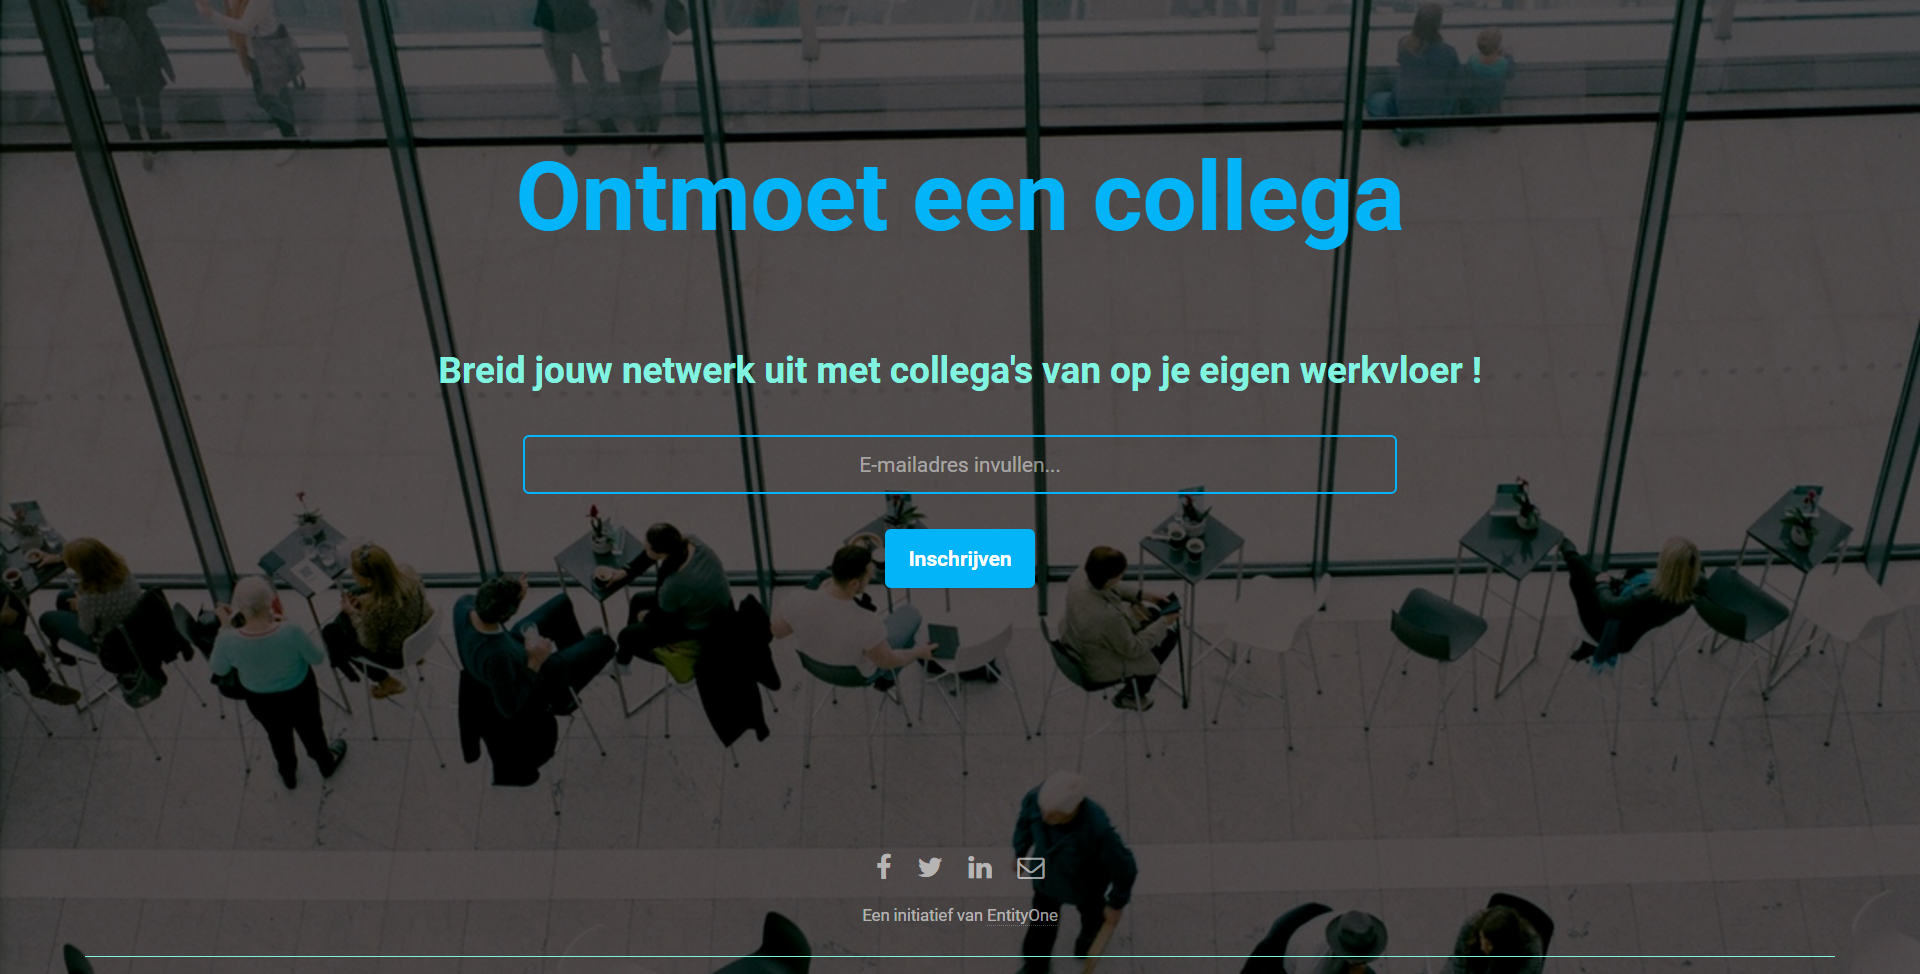 Ontmoet een collega
Breid jouw netwerk uit met collega's van op je eigen werkvloer !
E-mailadres invullen...
Inschrijven
Een initiatief van EntityOne